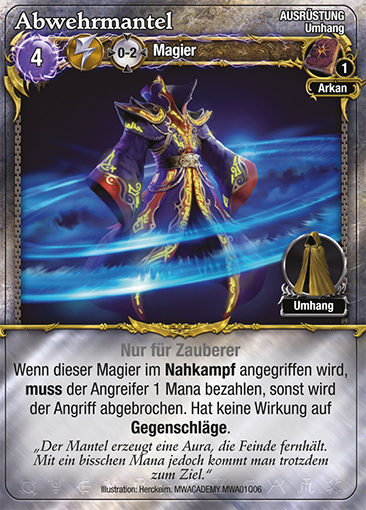 Abwehrmantel
AUSRÜSTUNG
Umhang
4
0-2
Magier
1
Arkan
Umhang
Nur für Zauberer
Wenn dieser Magier im Nahkampf angegriffen wird,
muss der Angreifer 1 Mana bezahlen, sonst wird
der Angriff abgebrochen. Hat keine Wirkung auf
Gegenschläge.
„Der Mantel erzeugt eine Aura, die Feinde fernhält.
Mit ein bisschen Mana jedoch kommt man trotzdem
zum Ziel.“
Illustration: Herckeim. MWACADEMY MWA01Q06